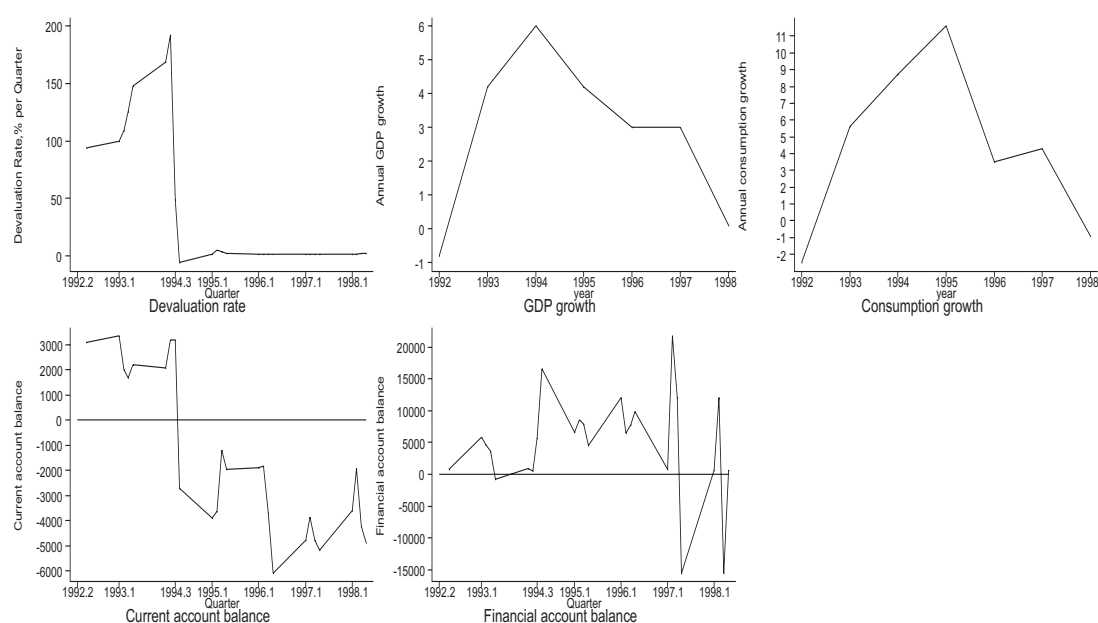 Devaluation Rate,% per Quarter
200
150
100
50
0
1992.2 1993.1 1994.3 1995.1 1996.1 1997.1 1998.1
Quarter
Devaluation rate
Annual GDP growth
6
5
4
3
2
1
0
-1
1992 1993 1994 1995 1996 1997 1998
year
GDP growth
Annual consumption growth
11
10
9
8
7
6
5
4
3
2
1
0
-1
-2
1992 1993 1994 1995 1996 1997 1998
year
Consumption growth
Current account balance
3000
2000
1000
0
-1000
-2000
-3000
-4000
-5000
-6000
1992.2 1993.1 1994.3 1995.1 1996.1 1997.1 1998.1
Quarter
Current account balance
Financial account balance
20000
15000
10000
5000
0
-5000
-10000
-15000
1992.2 1993.1 1994.3 1995.1 1996.1 1997.1 1998.1
Quarter
Financial account balance